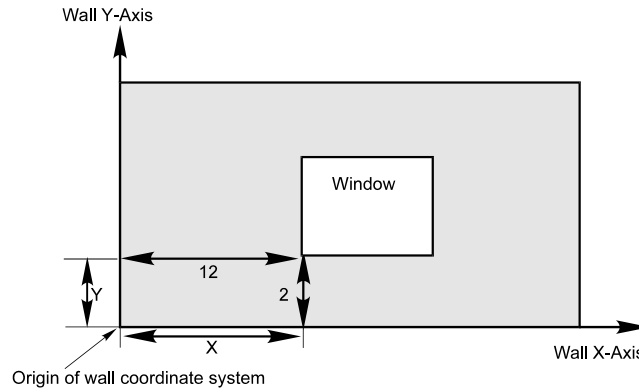 Wall Y-Axis
Window
12
Y
2
X
Wall X-Axis
Origin of wall coordinate system